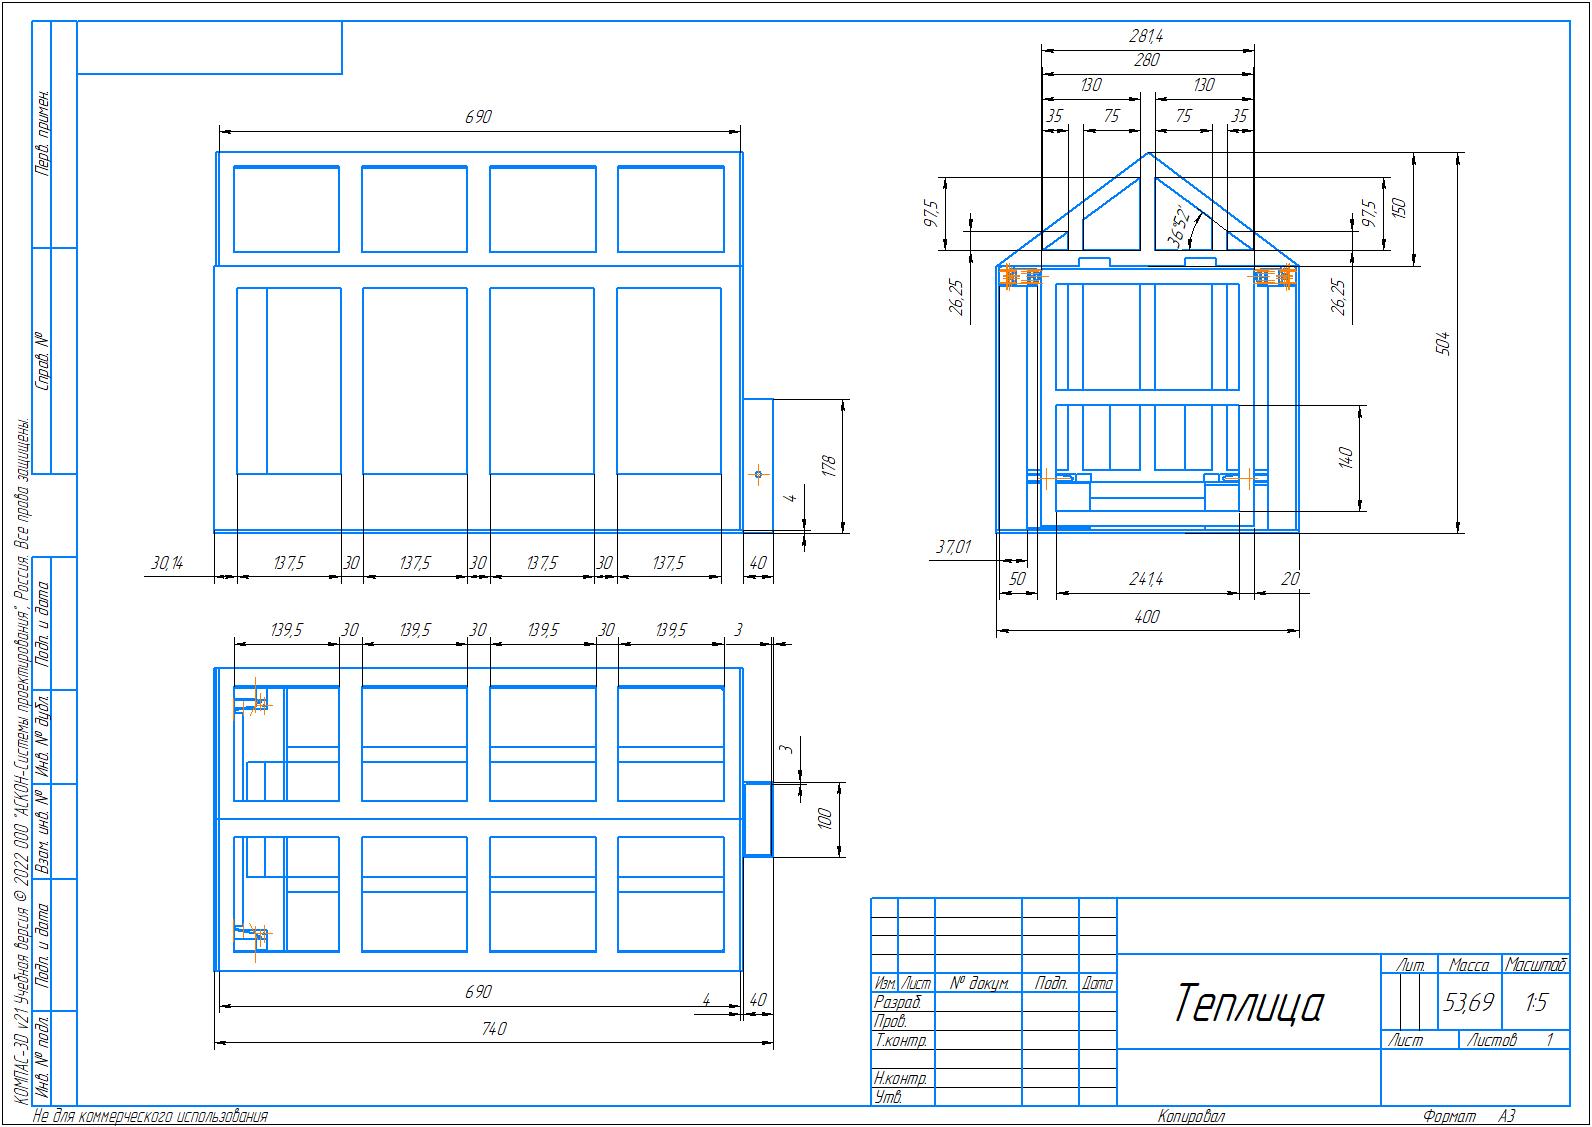 281,4
280
130 130
35 75 75 35
690
97,5
26,25
36°52'
97,5
26,25
150
504
178
4
140
30,14 137,5 30 137,5 30 137,5 30 137,5 40
37,01
50 241,4 20
400
139,5 30 139,5 30 139,5 30 139,5 3
3
100
690 4 40
740
Перв. примен.
Справ. №
Подп. и дата
Инв. № дубл.
Взам. инв. №
Подп. и дата
Инв. № подл.
КОМПАС-3D v21 Учебная версия © 2022 ООО "АСКОН-Системы проектирования", Россия. Все права защищены.
Изм. Лист № докум. Подп. Дата
Разраб.
Пров.
Т.контр.
Н.контр.
Утв.
Теплица
Лит. Масса Масштаб
53,69 1:5
Лист Листов 1
Не для коммерческого использования
Копировал
Формат А3